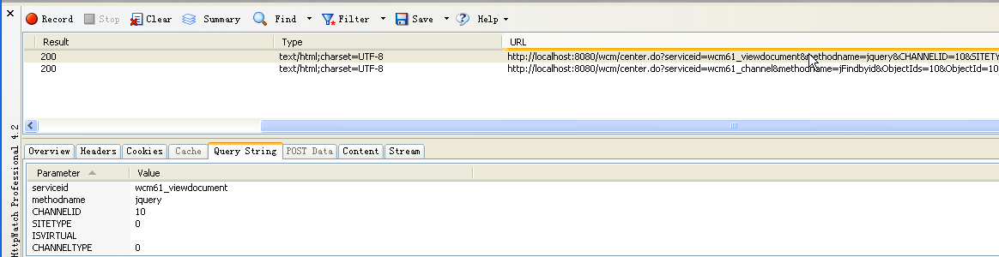 Record Stop Clear Summary Find Filter Save Help
Result Type URL
200 text/html;charset=UTF-8 http://localhost:8080/wcm/center.do?serviceid=wcm61_viewdocument&methodname=jquery&CHANNELID=10&SITETY
200 text/html;charset=UTF-8 http://localhost:8080/wcm/center.do?serviceid=wcm61_channel&methodname=jFindbyid&ObjectIds=10&ObjectId=10
Overview Headers Cookies Cache Query String POST Data Content Stream
Parameter Value
serviceid wcm61_viewdocument
methodname jquery
CHANNELID 10
SITETYPE 0
ISVIRTUAL
CHANNELTYPE 0
HttpWatch Professional 4.2